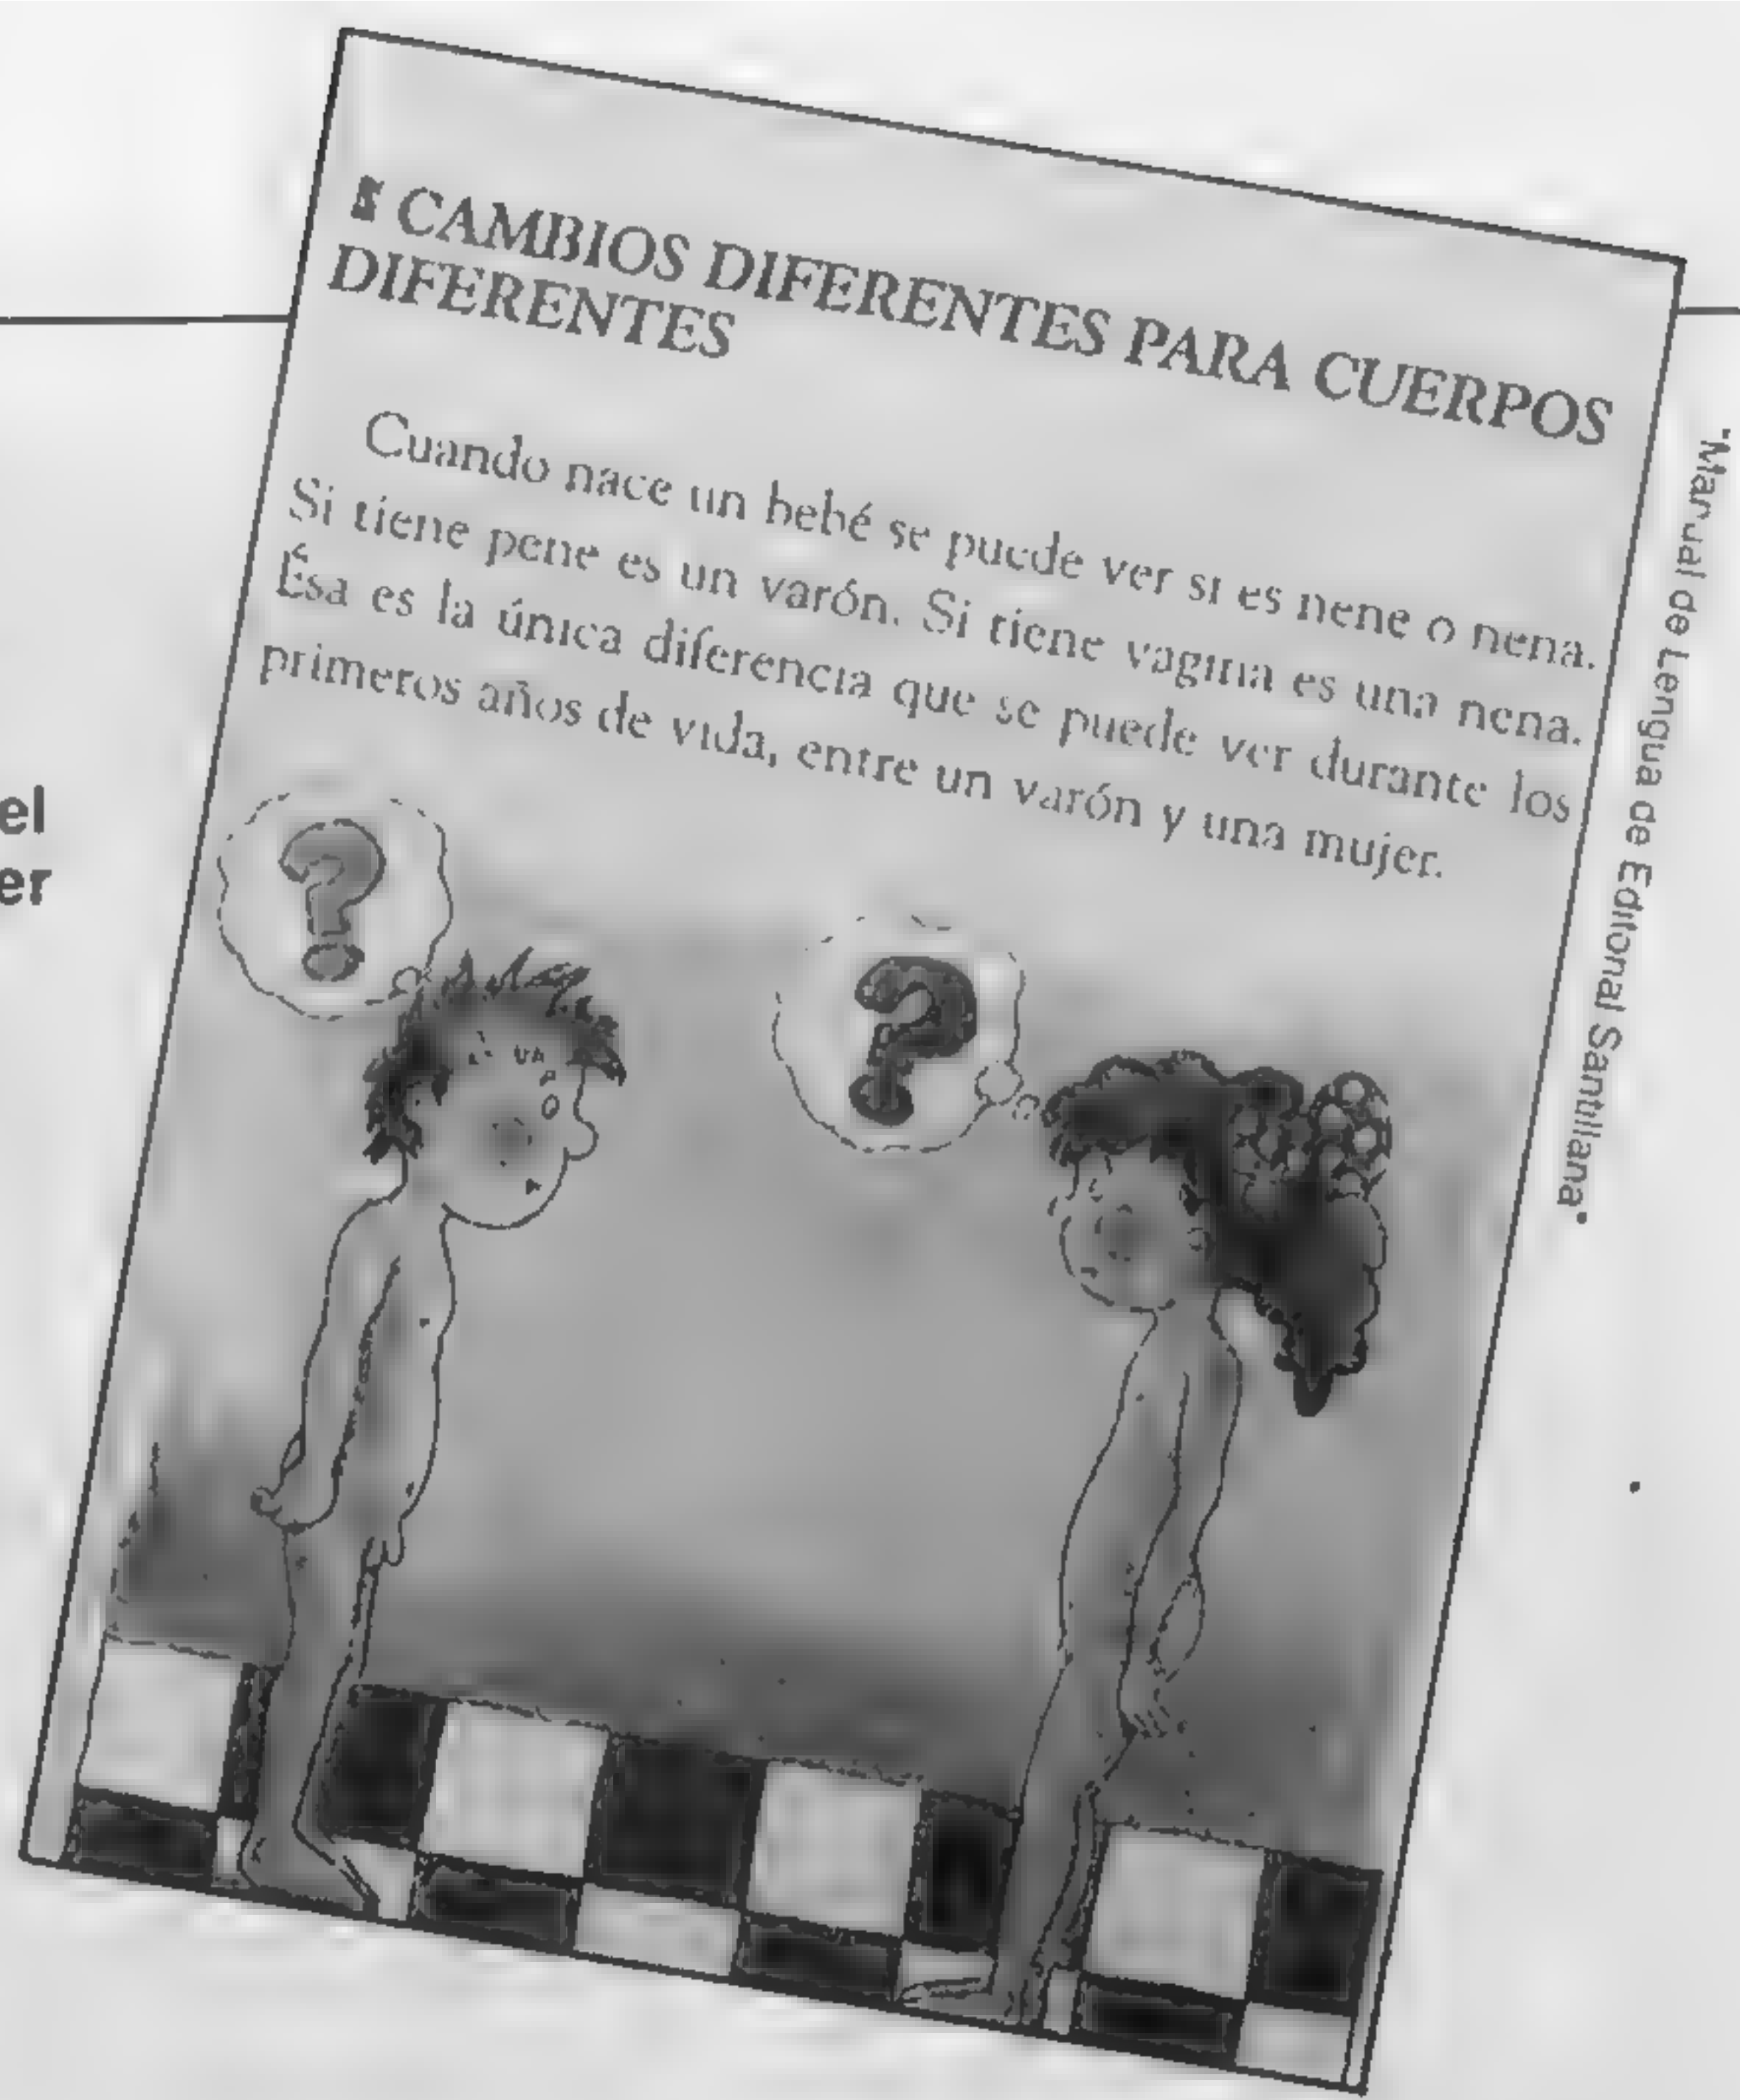 CAMBIOS DIFERENTES PARA CUERPOS
DIFERENTES
Cuando nace un bebé se puede ver si es nene o nena.
Si tiene pene es un varón. Si tiene vagina es una nena.
Ésa es la única diferencia que se puede ver durante los
primeros años de vida, entre un varón y una mujer.
"Manual de Lengua de Editorial Santillana"
el
er
?
?